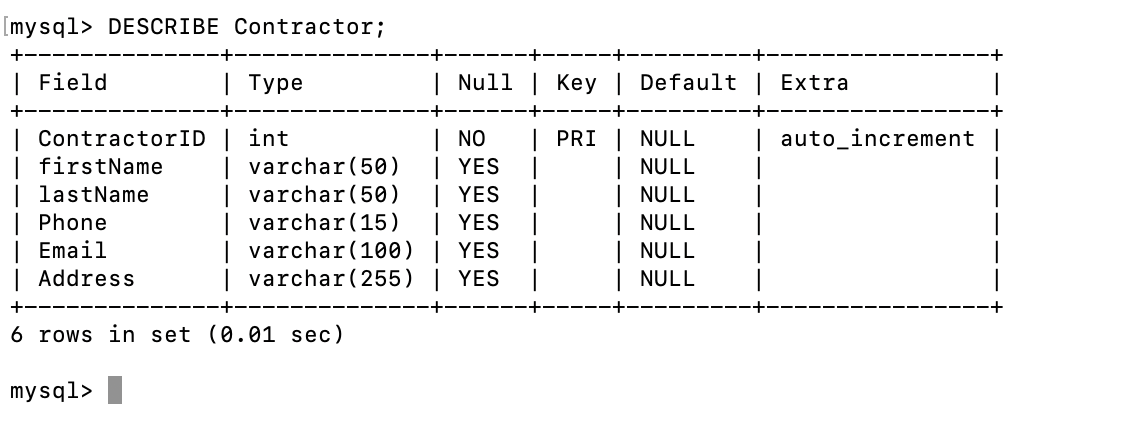 mysql> DESCRIBE Contractor;
+--------------+--------------+------+-----+---------+----------------+
| Field        | Type         | Null | Key | Default | Extra          |
+--------------+--------------+------+-----+---------+----------------+
| ContractorID | int          | NO   | PRI | NULL    | auto_increment |
| firstName    | varchar(50)  | YES  |     | NULL    |                |
| lastName     | varchar(50)  | YES  |     | NULL    |                |
| Phone        | varchar(15)  | YES  |     | NULL    |                |
| Email        | varchar(100) | YES  |     | NULL    |                |
| Address      | varchar(255) | YES  |     | NULL    |                |
+--------------+--------------+------+-----+---------+----------------+
6 rows in set (0.01 sec)
mysql>